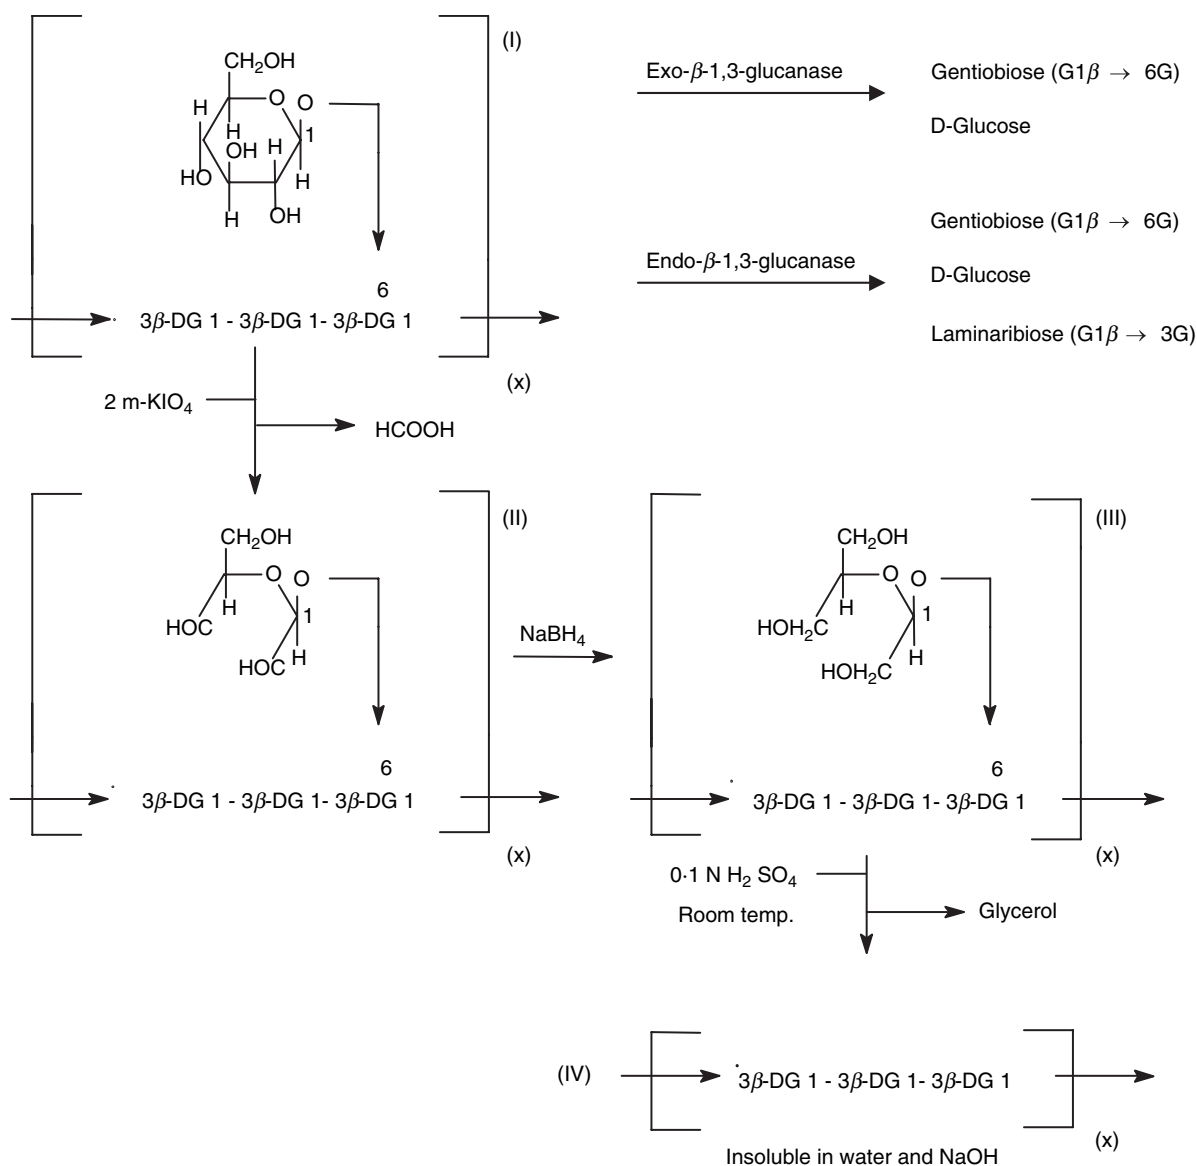 (I)
CH₂OH
O
O
H
H
OH
H
1
HO
H
H
OH
6
3β-DG 1 - 3β-DG 1- 3β-DG 1
(x)
Exo-β-1,3-glucanase
Gentiobiose (G1β → 6G)
D-Glucose
Endo-β-1,3-glucanase
Gentiobiose (G1β → 6G)
D-Glucose
Laminaribiose (G1β → 3G)
2 m-KIO₄
HCOOH
(II)
CH₂OH
O
O
H
1
HOC
HOC
H
6
3β-DG 1 - 3β-DG 1- 3β-DG 1
(x)
NaBH₄
(III)
CH₂OH
O
O
H
1
HOH₂C
H
HOH₂C
6
3β-DG 1 - 3β-DG 1- 3β-DG 1
(x)
0·1 N H₂ SO₄
Room temp.
Glycerol
(IV)
3β-DG 1 - 3β-DG 1- 3β-DG 1
(x)
Insoluble in water and NaOH